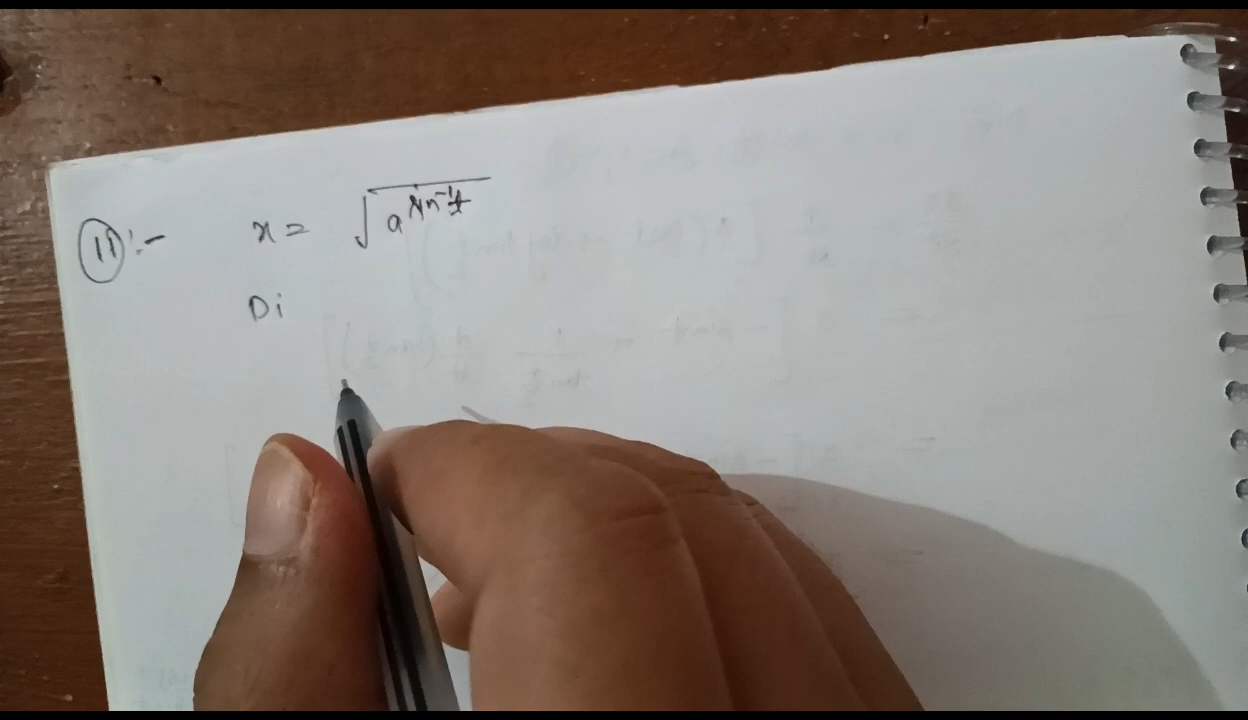 11 :- x = √a^sin⁻¹t
Di